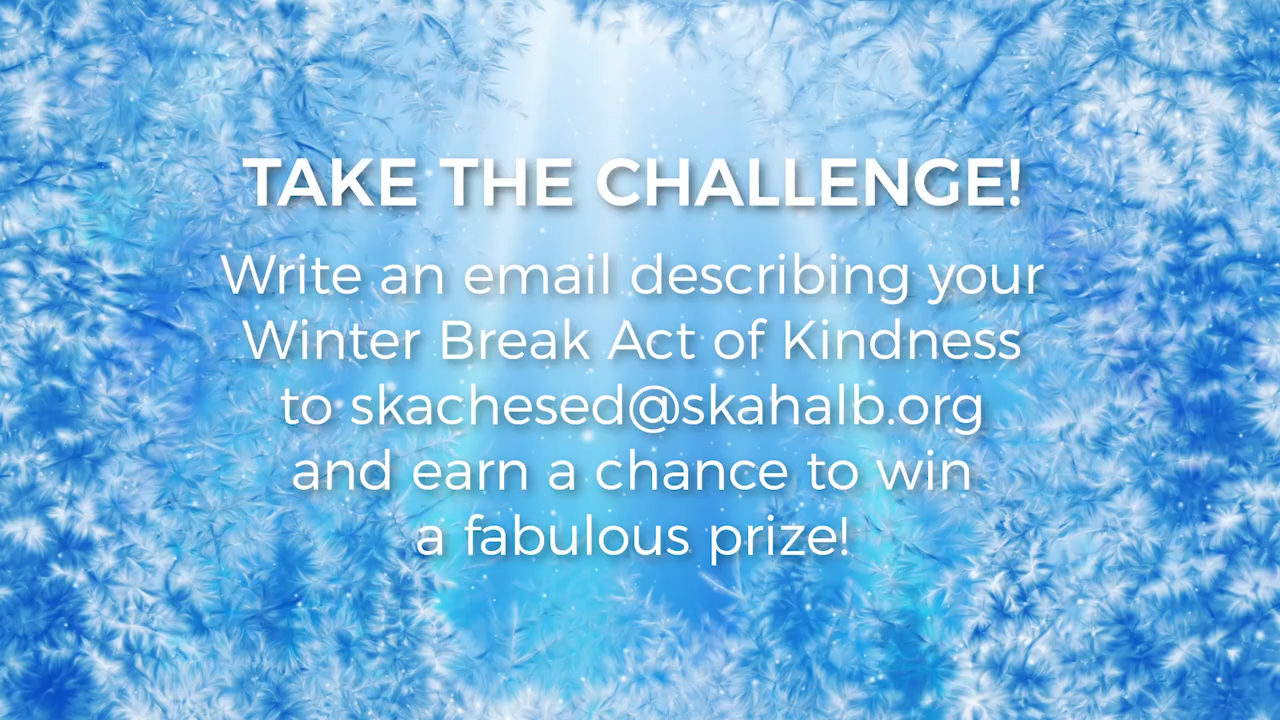 TAKE THE CHALLENGE!
Write an email describing your
Winter Break Act of Kindness
to skachesed@skahalb.org
and earn a chance to win
a fabulous prize!